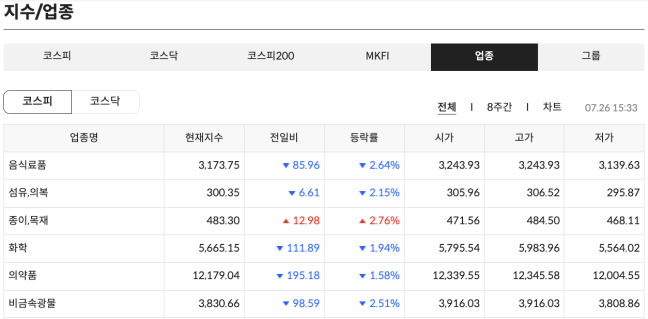 지수/업종
코스피 코스닥 코스피200 MKFI 업종 그룹
코스피 코스닥
전체 8주간 차트 07.26 15:33
업종명 현재지수 전일비 등락률 시가 고가 저가
음식료품 3,173.75 ▼ 85.96 ▼ 2.64% 3,243.93 3,243.93 3,139.63
섬유,의복 300.35 ▼ 6.61 ▼ 2.15% 305.96 306.52 295.87
종이,목재 483.30 ▲ 12.98 ▲ 2.76% 471.56 484.50 468.11
화학 5,665.15 ▼ 111.89 ▼ 1.94% 5,795.54 5,983.96 5,564.02
의약품 12,179.04 ▼ 195.18 ▼ 1.58% 12,339.55 12,345.58 12,004.55
비금속광물 3,830.66 ▼ 98.59 ▼ 2.51% 3,916.03 3,916.03 3,808.86